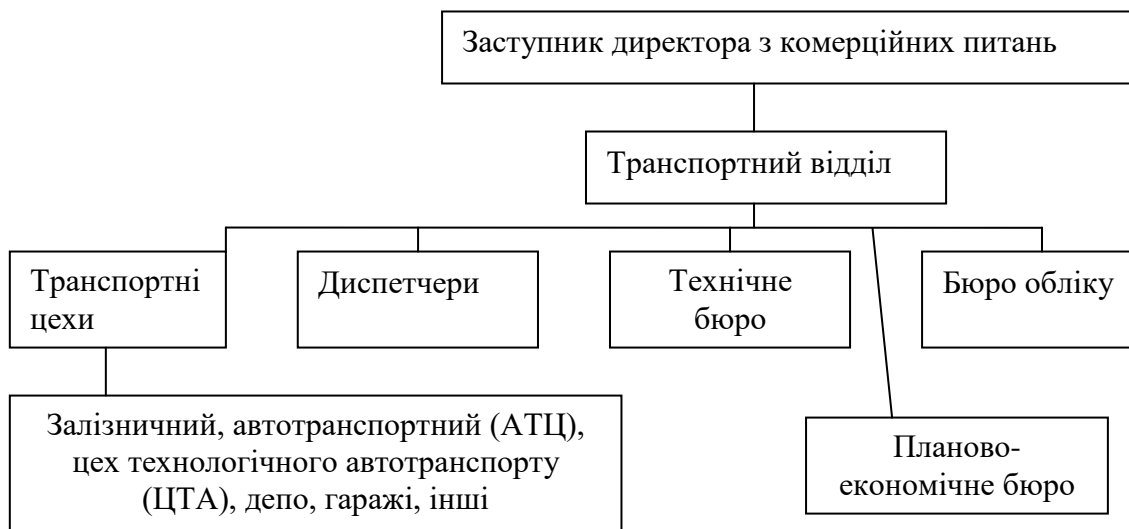 Заступник директора з комерційних питань
Транспортний відділ
Транспортні
цехи
Диспетчери
Технічне
бюро
Бюро обліку
Залізничний, автотранспортний (АТЦ),
цех технологічного автотранспорту
(ЦТА), депо, гаражі, інші
Планово-
економічне бюро